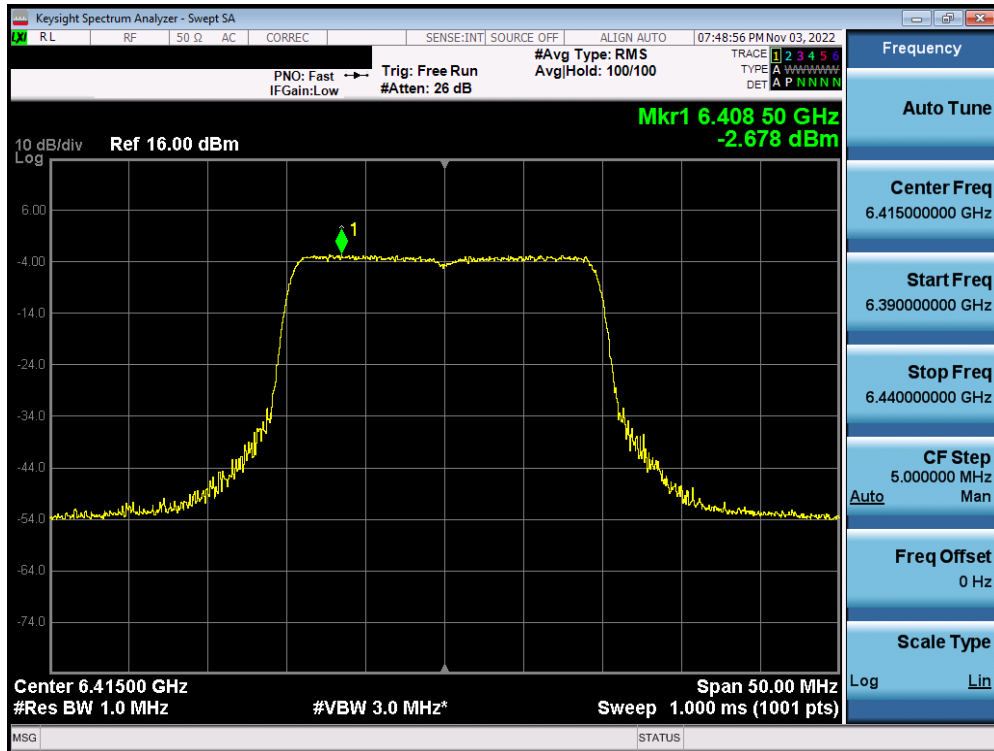 Keysight Spectrum Analyzer - Swept SA
LXI RL RF 50 Ω AC CORREC SENSE:INT SOURCE OFF ALIGN AUTO 07:48:56 PM Nov 03, 2022
PNO: Fast
IFGain:Low
Trig: Free Run
#Atten: 26 dB
#Avg Type: RMS
Avg|Hold: 100/100
TRACE 1 2 3 4 5 6
TYPE A WWWWW
DET A P N N N N
Mkr1 6.408 50 GHz
-2.678 dBm
10 dB/div Ref 16.00 dBm
Log
1
6.00
-4.00
-14.0
-24.0
-34.0
-44.0
-54.0
-64.0
-74.0
Center 6.41500 GHz Span 50.00 MHz
#Res BW 1.0 MHz #VBW 3.0 MHz* Sweep 1.000 ms (1001 pts)
MSG STATUS
Frequency
Auto Tune
Center Freq
6.415000000 GHz
Start Freq
6.390000000 GHz
Stop Freq
6.440000000 GHz
CF Step
5.000000 MHz
Auto Man
Freq Offset
0 Hz
Scale Type
Log Lin